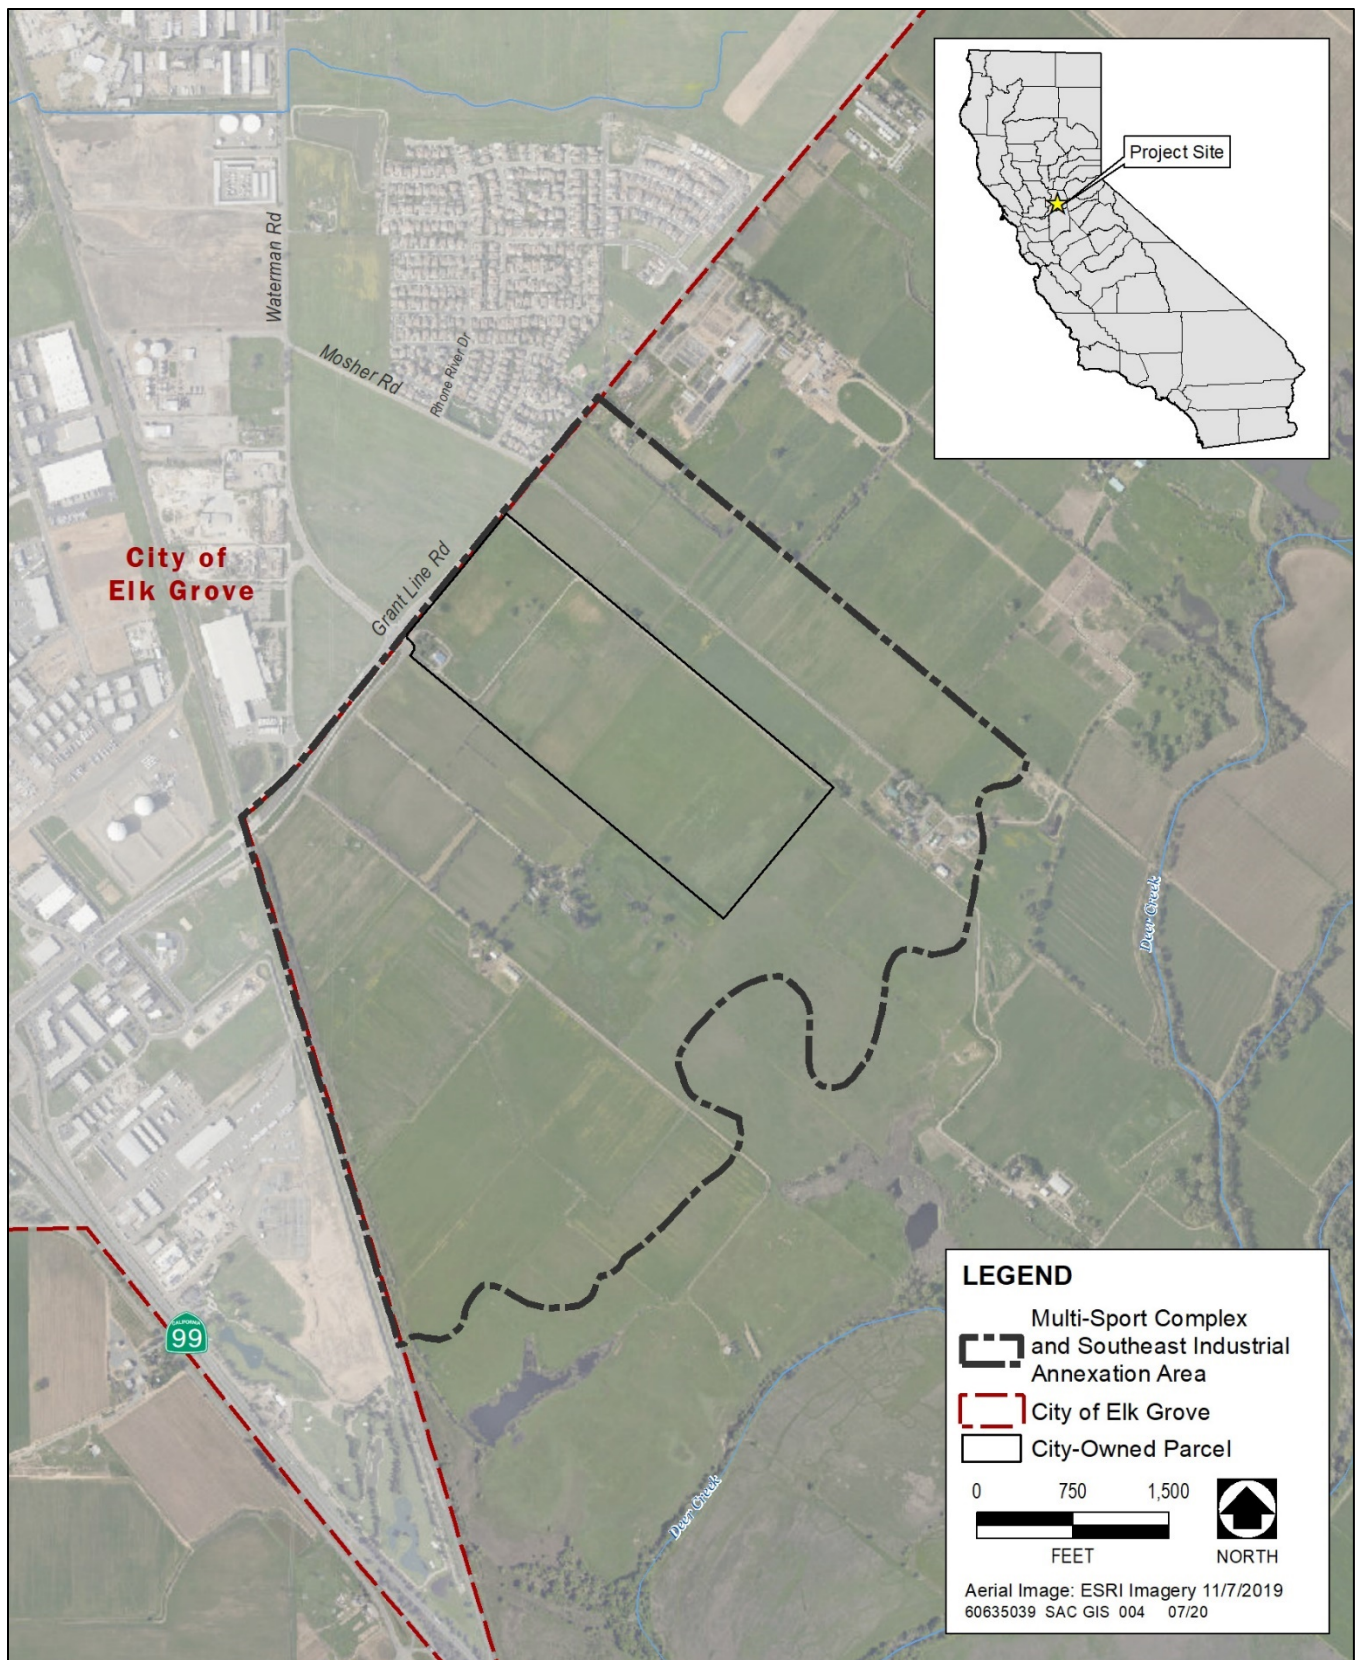 Project Site
Waterman Rd
Mosher Rd
Rhone River Dr
City of
Elk Grove
Grant Line Rd
Deer Creek
CALIFORNIA
99
Deer Creek
LEGEND
Multi-Sport Complex
and Southeast Industrial
Annexation Area
City of Elk Grove
City-Owned Parcel
0 750 1,500
FEET
NORTH
Aerial Image: ESRI Imagery 11/7/2019
60635039 SAC GIS 004 07/20